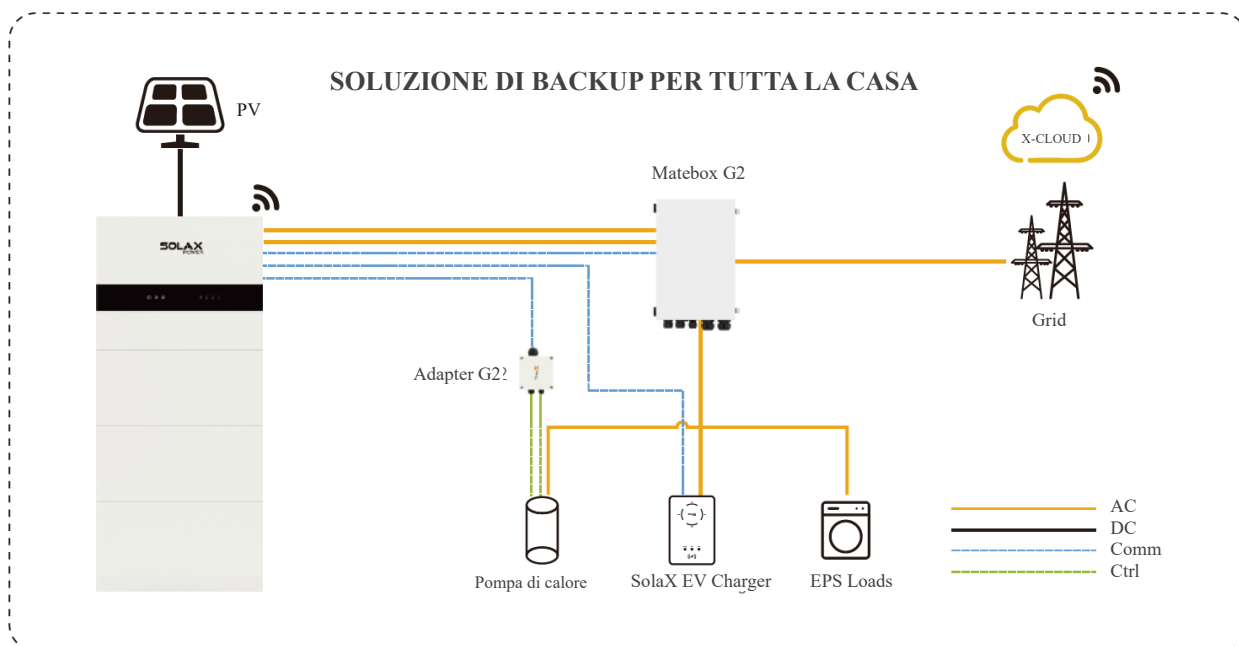 SOLUZIONE DI BACKUP PER TUTTA LA CASA
PV
X-CLOUD
Matebox G2
SOLAX
POWER
Grid
Adapter G2
Pompa di calore
SolaX EV Charger
EPS Loads
AC
DC
Comm
Ctrl